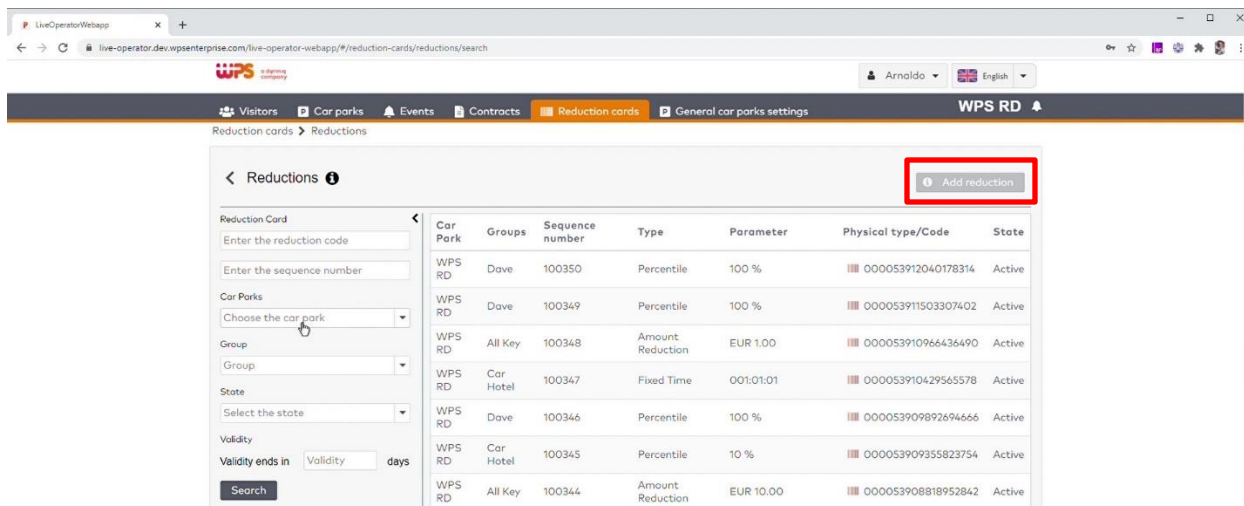 LiveOperatorWebapp
live-operator.dev.wpsenterprise.com/live-operator-webapp/#/reduction-cards/reductions/search
WPS a dyniq company
Arnaldo English
Visitors Car parks Events Contracts Reduction cards General car parks settings WPS RD
Reduction cards > Reductions
Reductions
Add reduction
Reduction Card
Enter the reduction code
Enter the sequence number
Car Parks
Choose the car park
Group
Group
State
Select the state
Validity
Validity ends in Validity days
Search
Car Park Groups Sequence number Type Parameter Physical type/Code State
WPS RD Dave 100350 Percentile 100 % 000053912040178314 Active
WPS RD Dave 100349 Percentile 100 % 000053911503307402 Active
WPS RD All Key 100348 Amount Reduction EUR 1.00 000053910966436490 Active
WPS RD Car Hotel 100347 Fixed Time 001:01:01 000053910429565578 Active
WPS RD Dave 100346 Percentile 100 % 000053909892694666 Active
WPS RD Car Hotel 100345 Percentile 10 % 000053909355823754 Active
WPS RD All Key 100344 Amount Reduction EUR 10.00 000053908818952842 Active